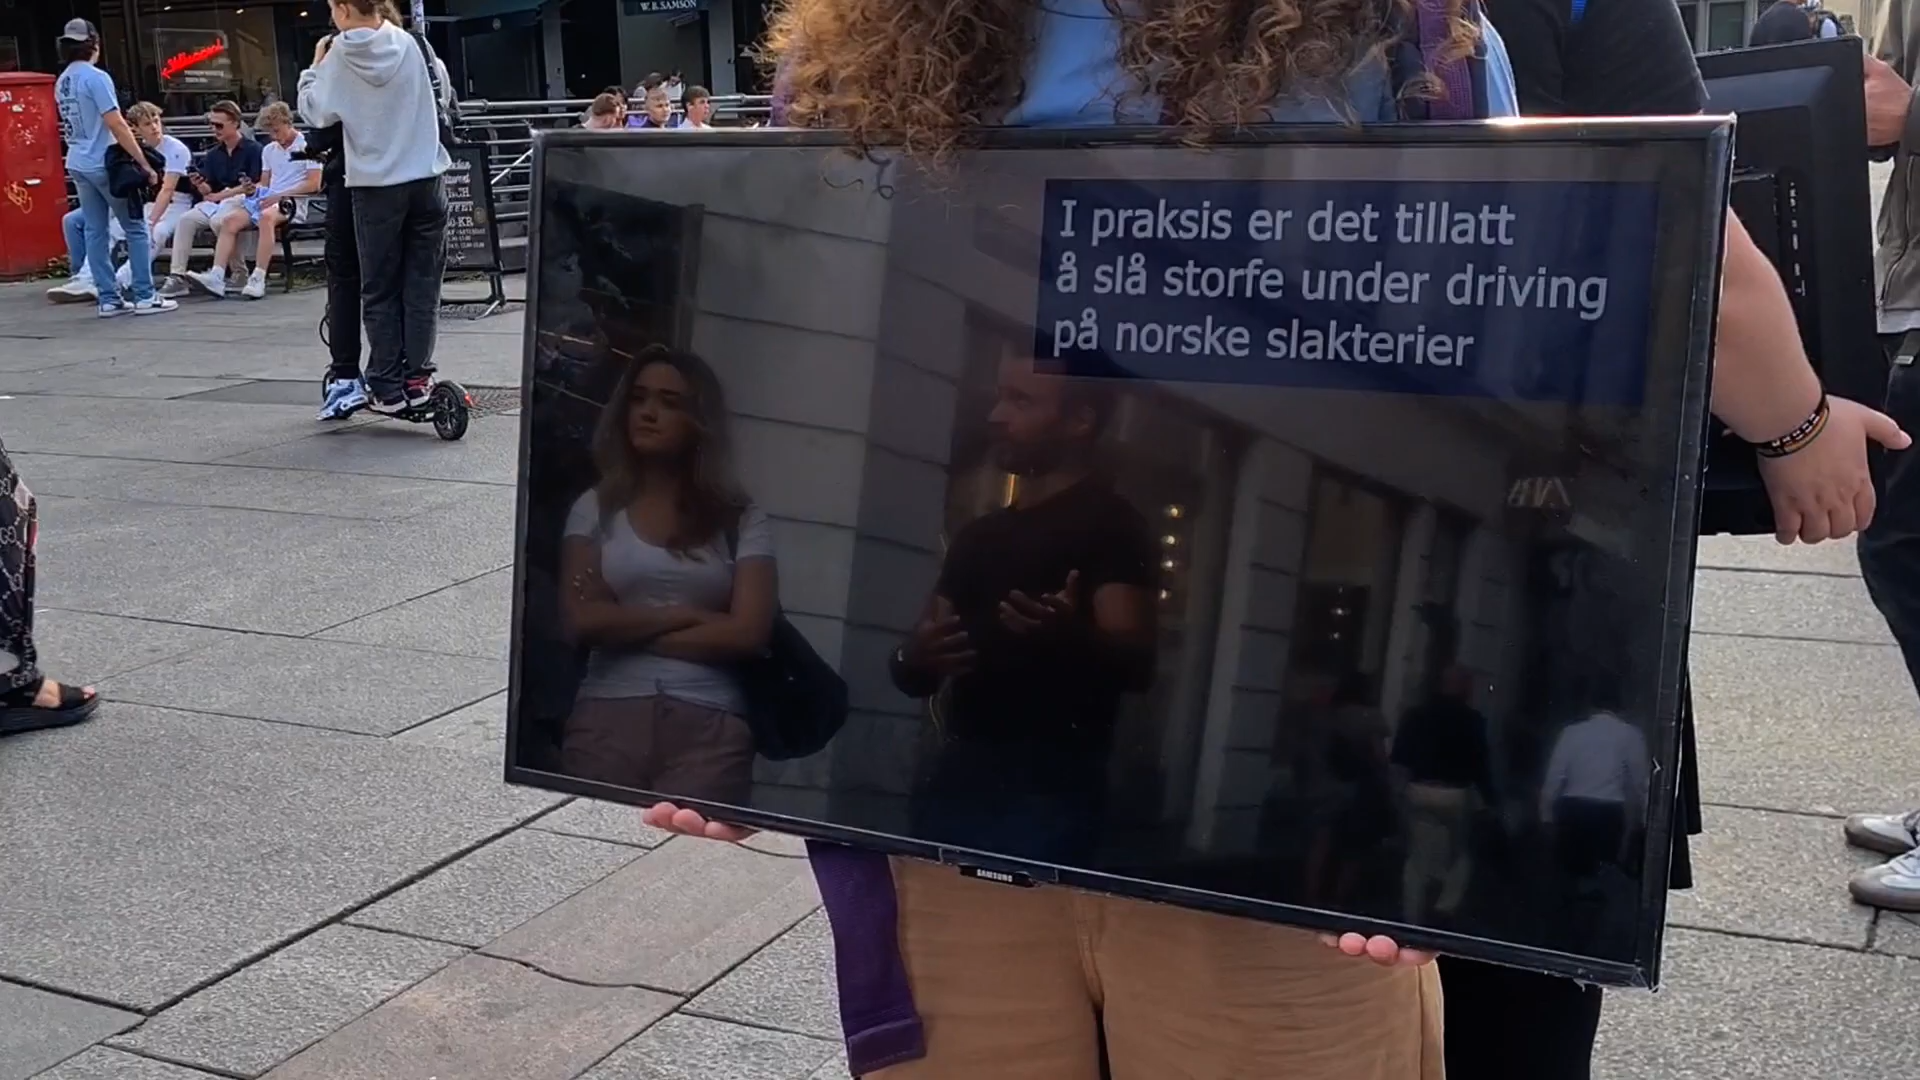 W. B. SAMSON
I praksis er det tillatt
å slå storfe under driving
på norske slakterier
SAMSUNG